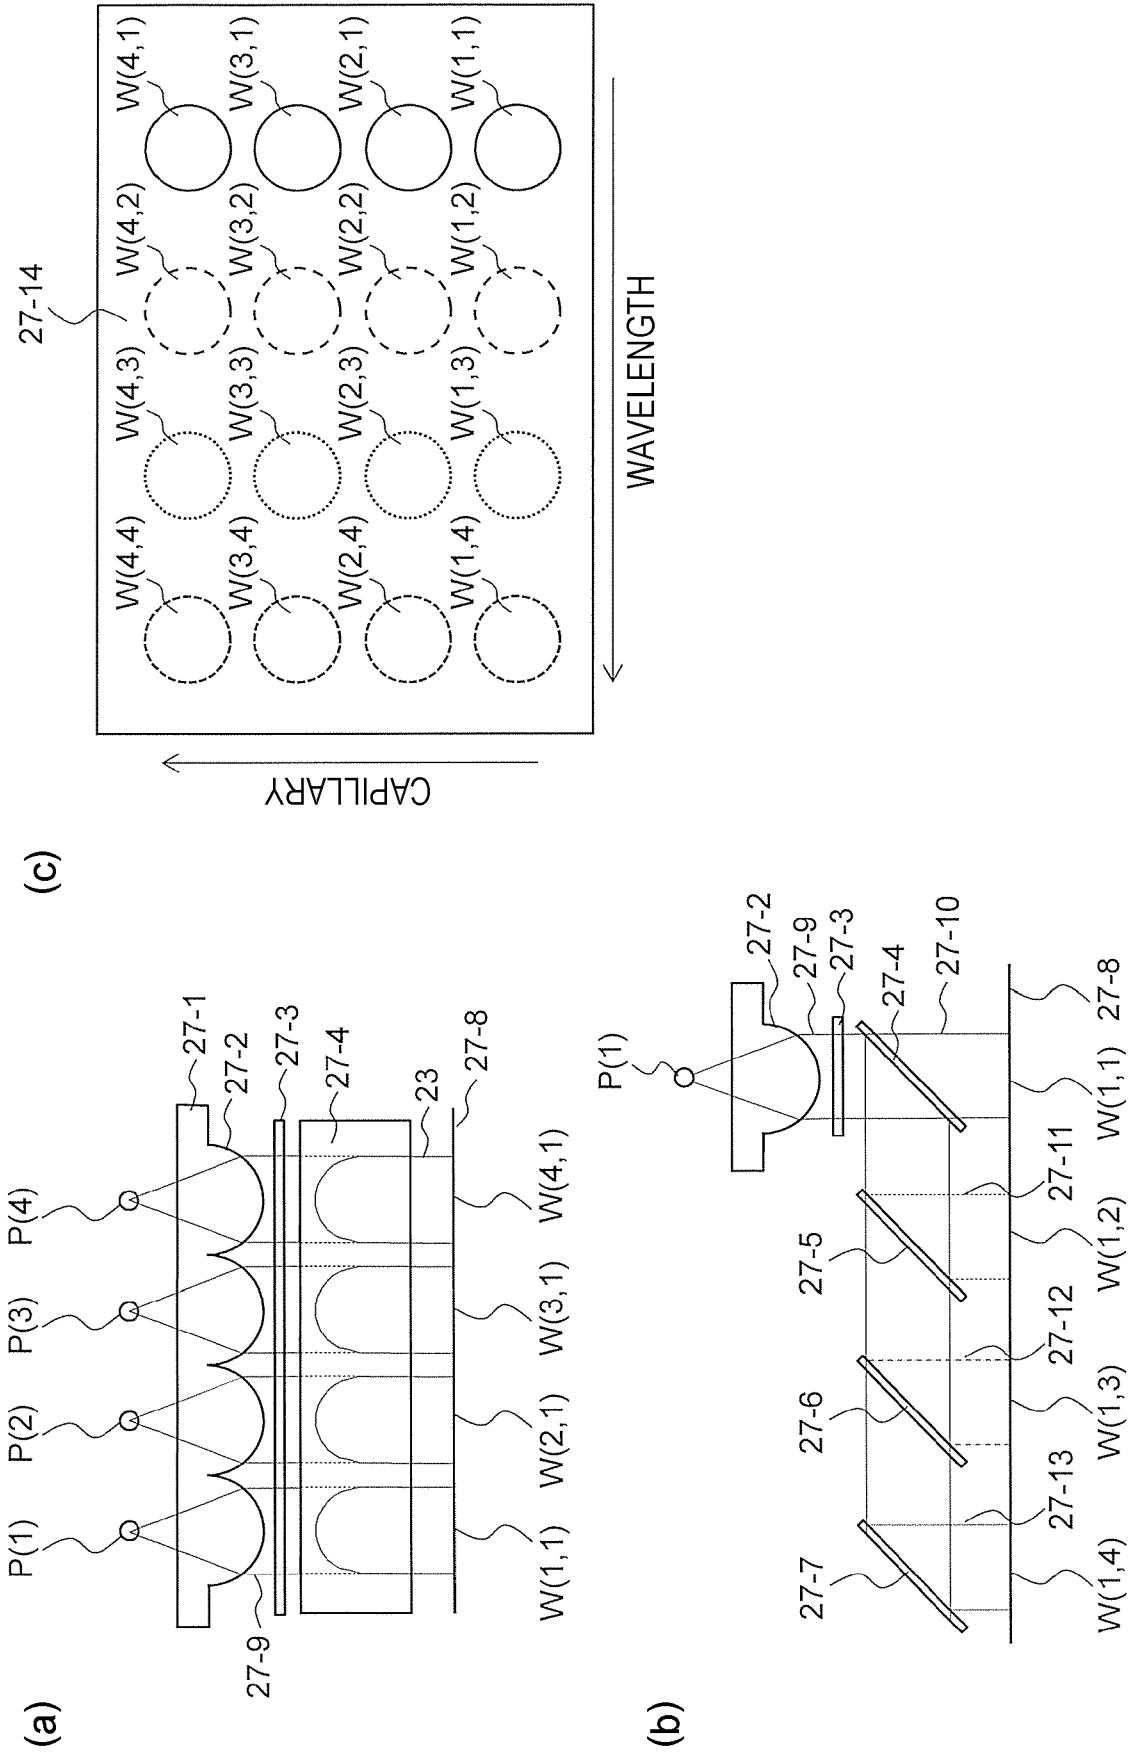 (a)
P(1)
P(2)
P(3)
P(4)
27-1
27-2
27-3
27-4
23
27-8
27-9
W(1,1)
W(2,1)
W(3,1)
W(4,1)
(b)
P(1)
27-2
27-9
27-3
27-4
27-10
27-8
27-7
27-6
27-5
27-13
27-12
27-11
W(1,4)
W(1,3)
W(1,2)
W(1,1)
(c)
27-14
W(4,4)
W(4,3)
W(4,2)
W(4,1)
W(3,4)
W(3,3)
W(3,2)
W(3,1)
W(2,4)
W(2,3)
W(2,2)
W(2,1)
W(1,4)
W(1,3)
W(1,2)
W(1,1)
CAPILLARY
WAVELENGTH